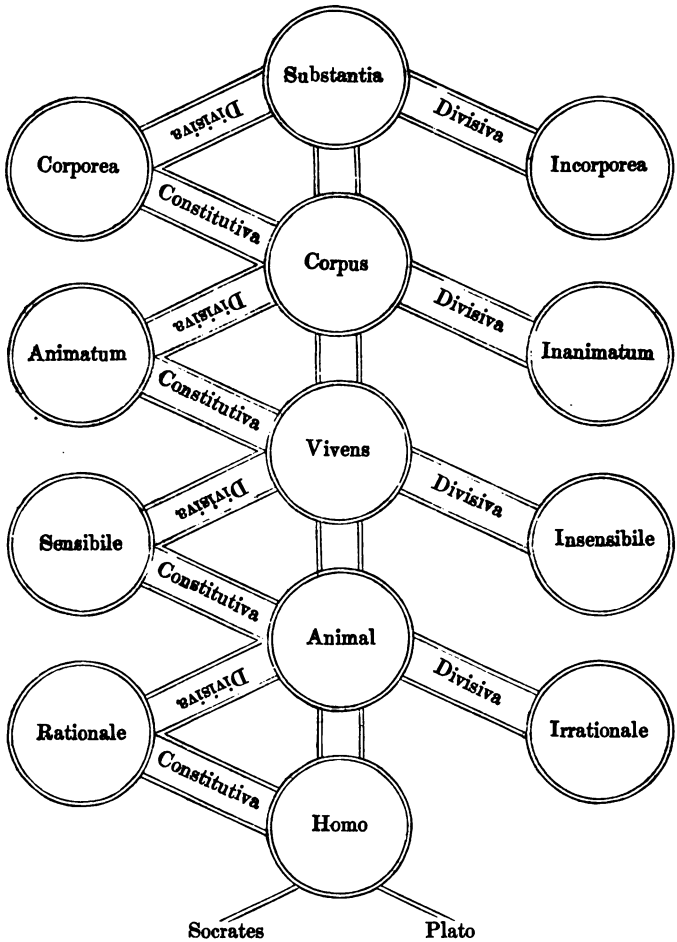 Substantia
Divisiva
Divisiva
Corporea
Incorporea
Constitutiva
Corpus
Divisiva
Divisiva
Animatum
Inanimatum
Constitutiva
Vivens
Divisiva
Divisiva
Sensibile
Insensibile
Constitutiva
Animal
Divisiva
Divisiva
Rationale
Irrationale
Constitutiva
Homo
Socrates
Plato